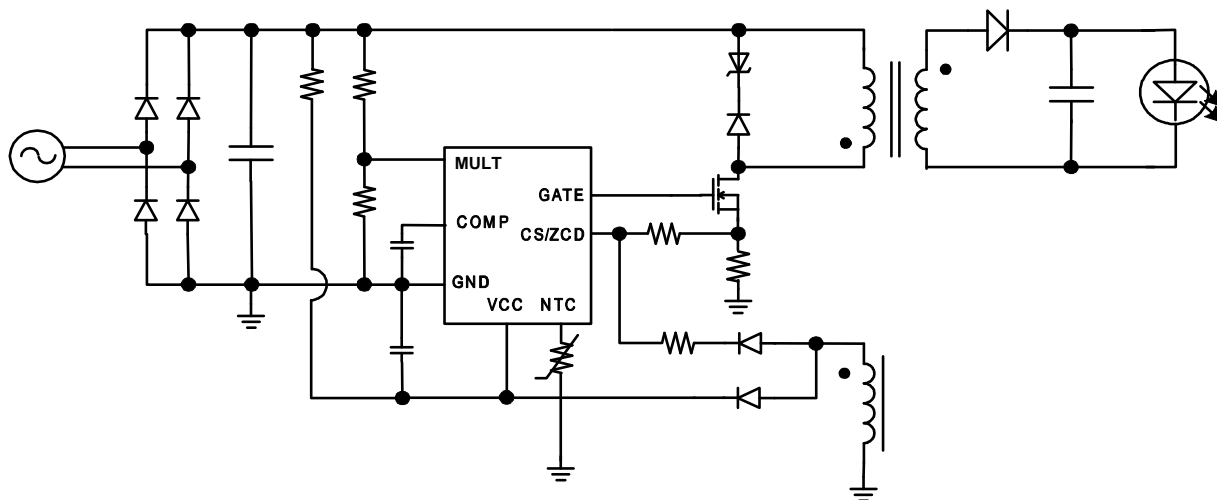 MULT
GATE
COMP
CS/ZCD
GND
VCC NTC